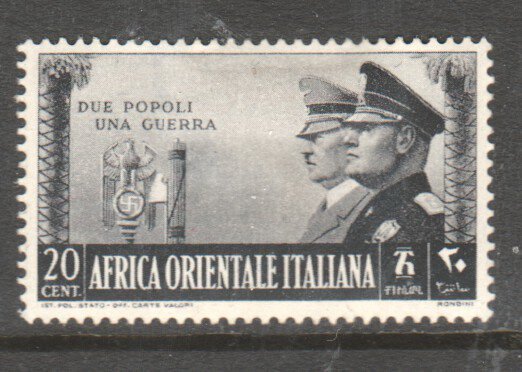 DUE POPOLI
UNA GUERRA
20
CENT.
AFRICA ORIENTALE ITALIANA
٢٠
IST. POL. STATO - OFF. CARTE VALORI
RONDINI